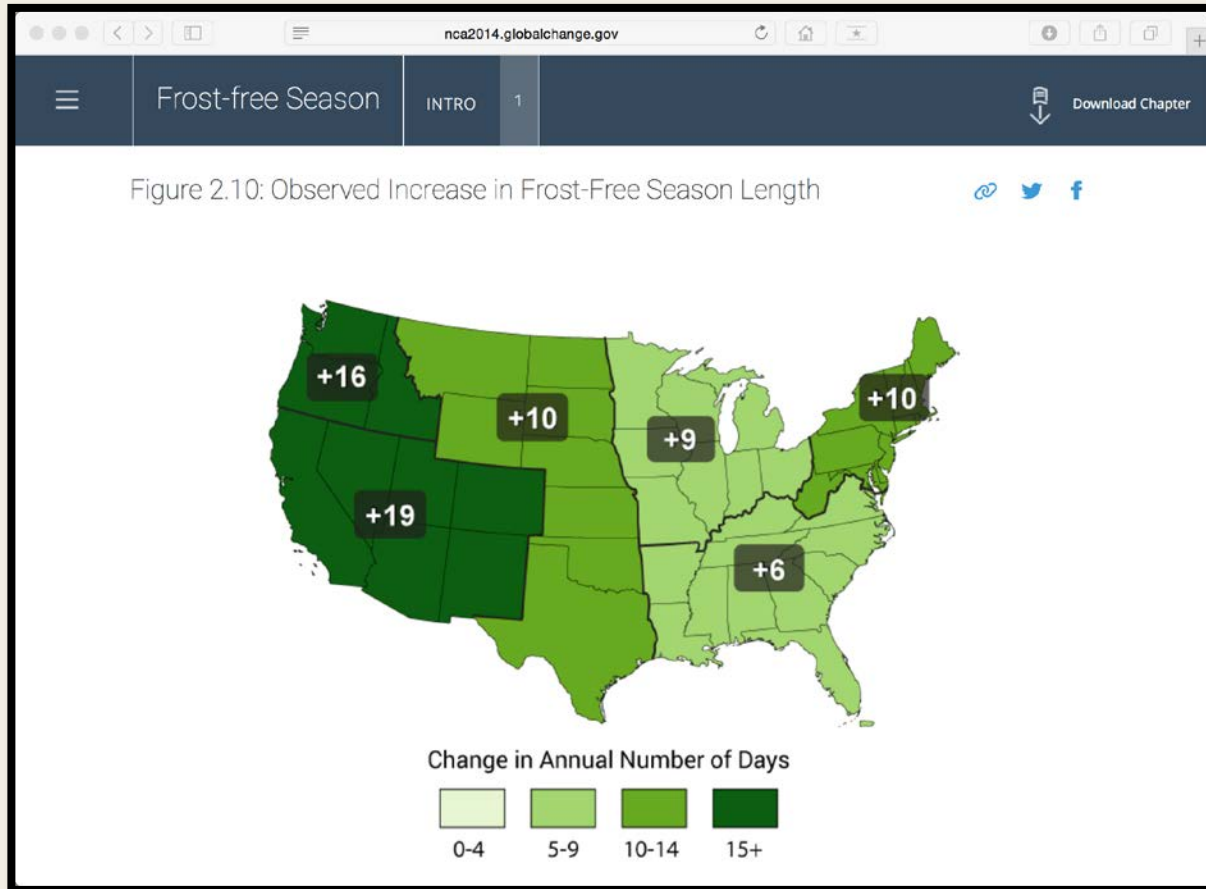 nca2014.globalchange.gov
Frost-free Season
INTRO
1
Download Chapter
Figure 2.10: Observed Increase in Frost-Free Season Length
+16
+10
+9
+10
+19
+6
Change in Annual Number of Days
0-4 5-9 10-14 15+